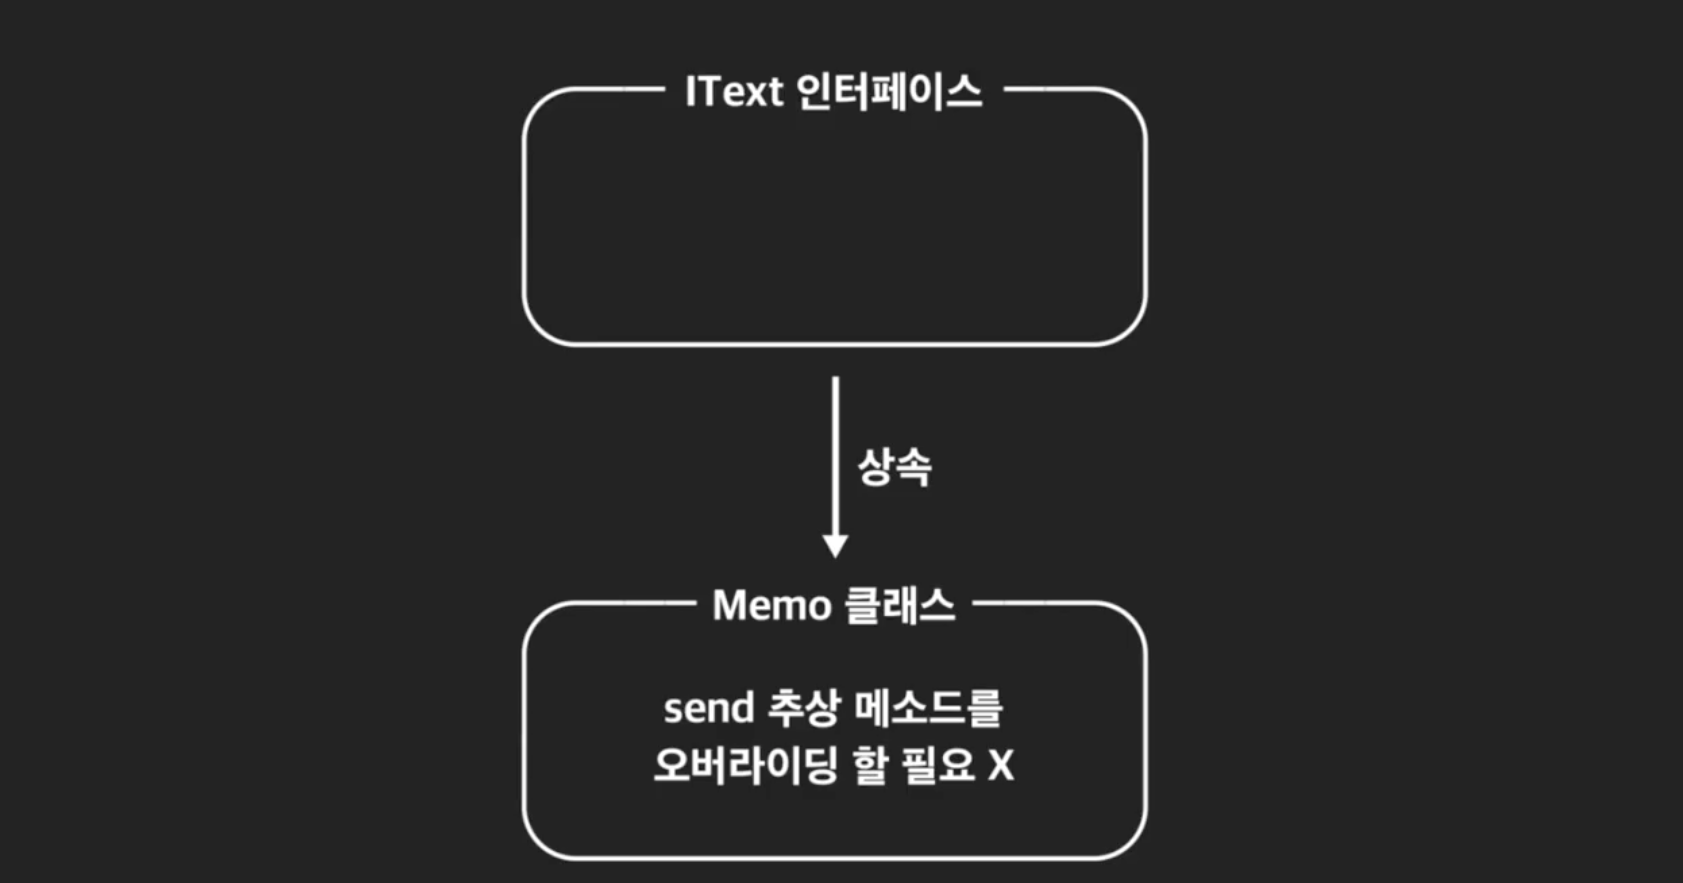 IText 인터페이스
상속
Memo 클래스
send 추상 메소드를
오버라이딩 할 필요 X